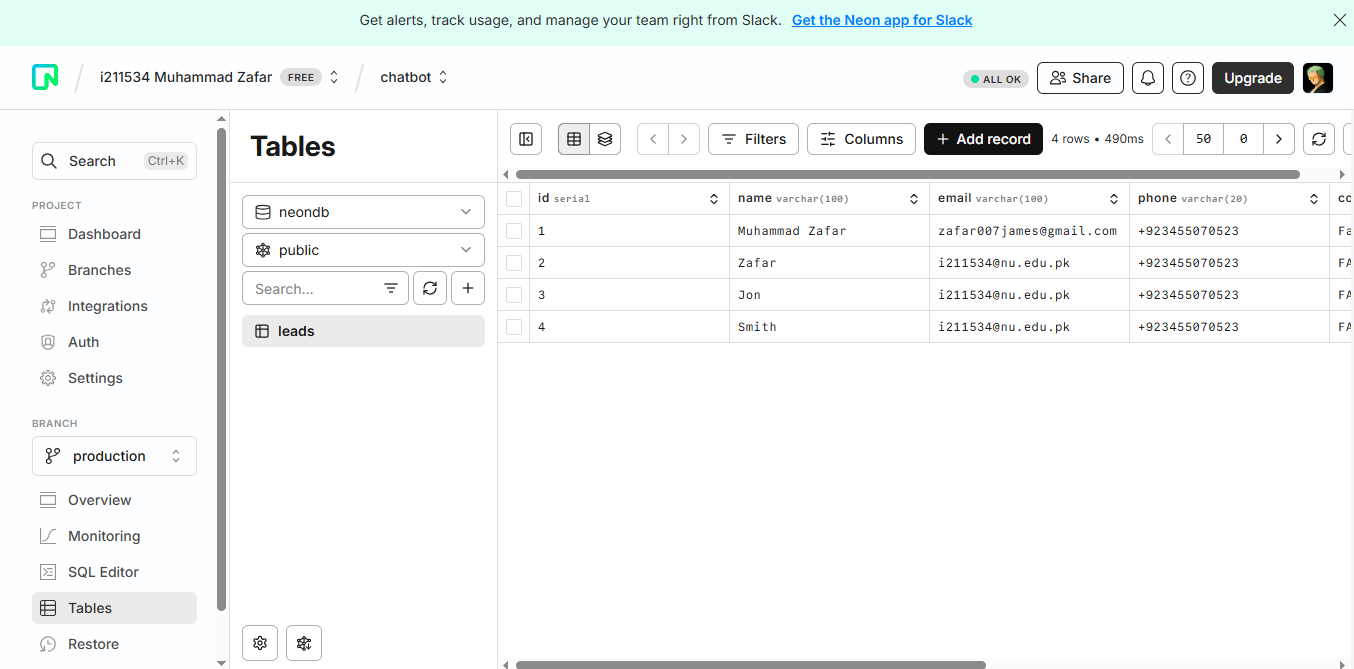 Get alerts, track usage, and manage your team right from Slack. Get the Neon app for Slack
i211534 Muhammad Zafar FREE chatbot ALL OK Share Upgrade
Search Ctrl+K
PROJECT
Dashboard
Branches
Integrations
Auth
Settings
BRANCH
production
Overview
Monitoring
SQL Editor
Tables
Restore
Tables
neondb
public
Search...
leads
Filters Columns Add record 4 rows • 490ms 50 0
id serial name varchar(100) email varchar(100) phone varchar(20) co
1 Muhammad Zafar zafar007james@gmail.com +923455070523 Fa
2 Zafar i211534@nu.edu.pk +923455070523 FA
3 Jon i211534@nu.edu.pk +923455070523 FA
4 Smith i211534@nu.edu.pk +923455070523 FA